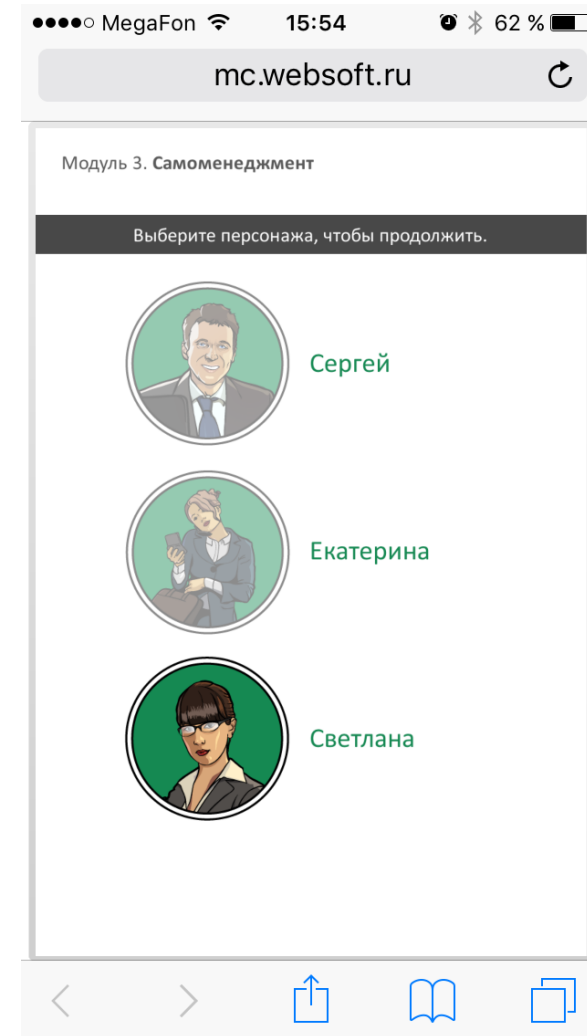 MegaFon 15:54 62 %
mc.websoft.ru
Модуль 3. Самоменеджмент
Выберите персонажа, чтобы продолжить.
Сергей
Екатерина
Светлана